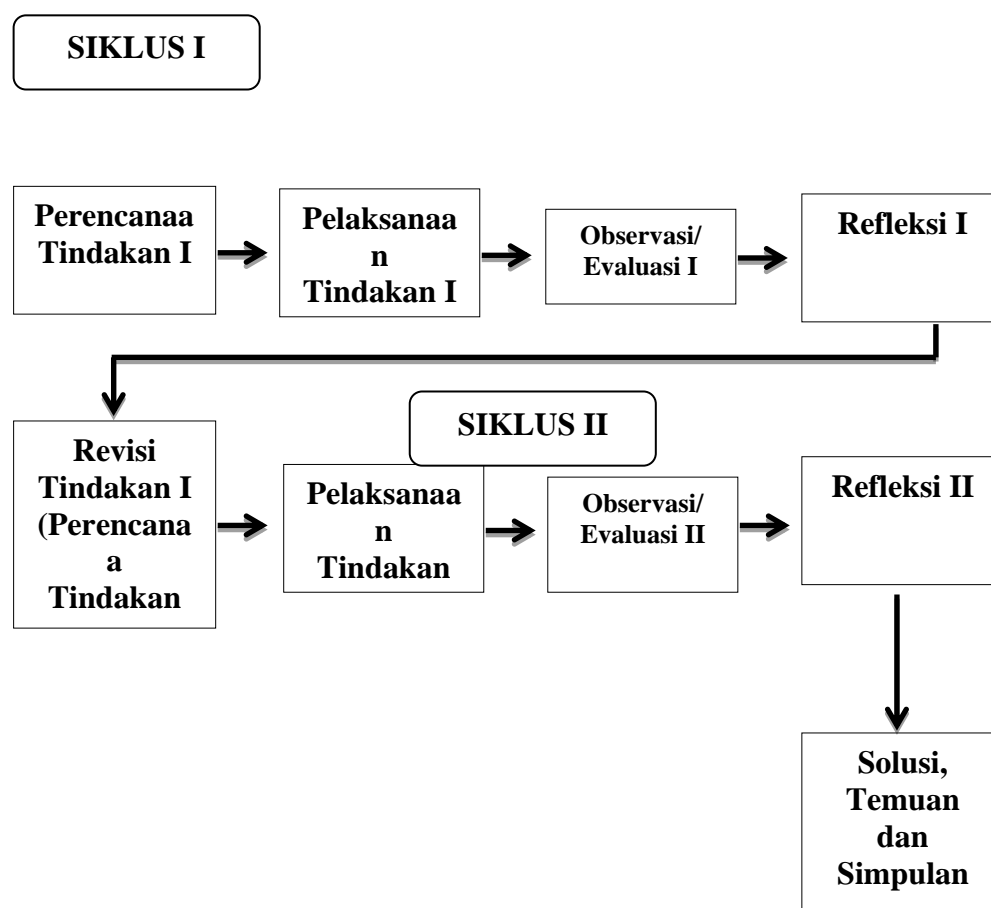 SIKLUS I
Perencanaa
Tindakan I
Pelaksanaa
n
Tindakan I
Observasi/
Evaluasi I
Refleksi I
SIKLUS II
Revisi
Tindakan I
(Perencana
a
Tindakan
Pelaksanaa
n
Tindakan
Observasi/
Evaluasi II
Refleksi II
Solusi,
Temuan
dan
Simpulan